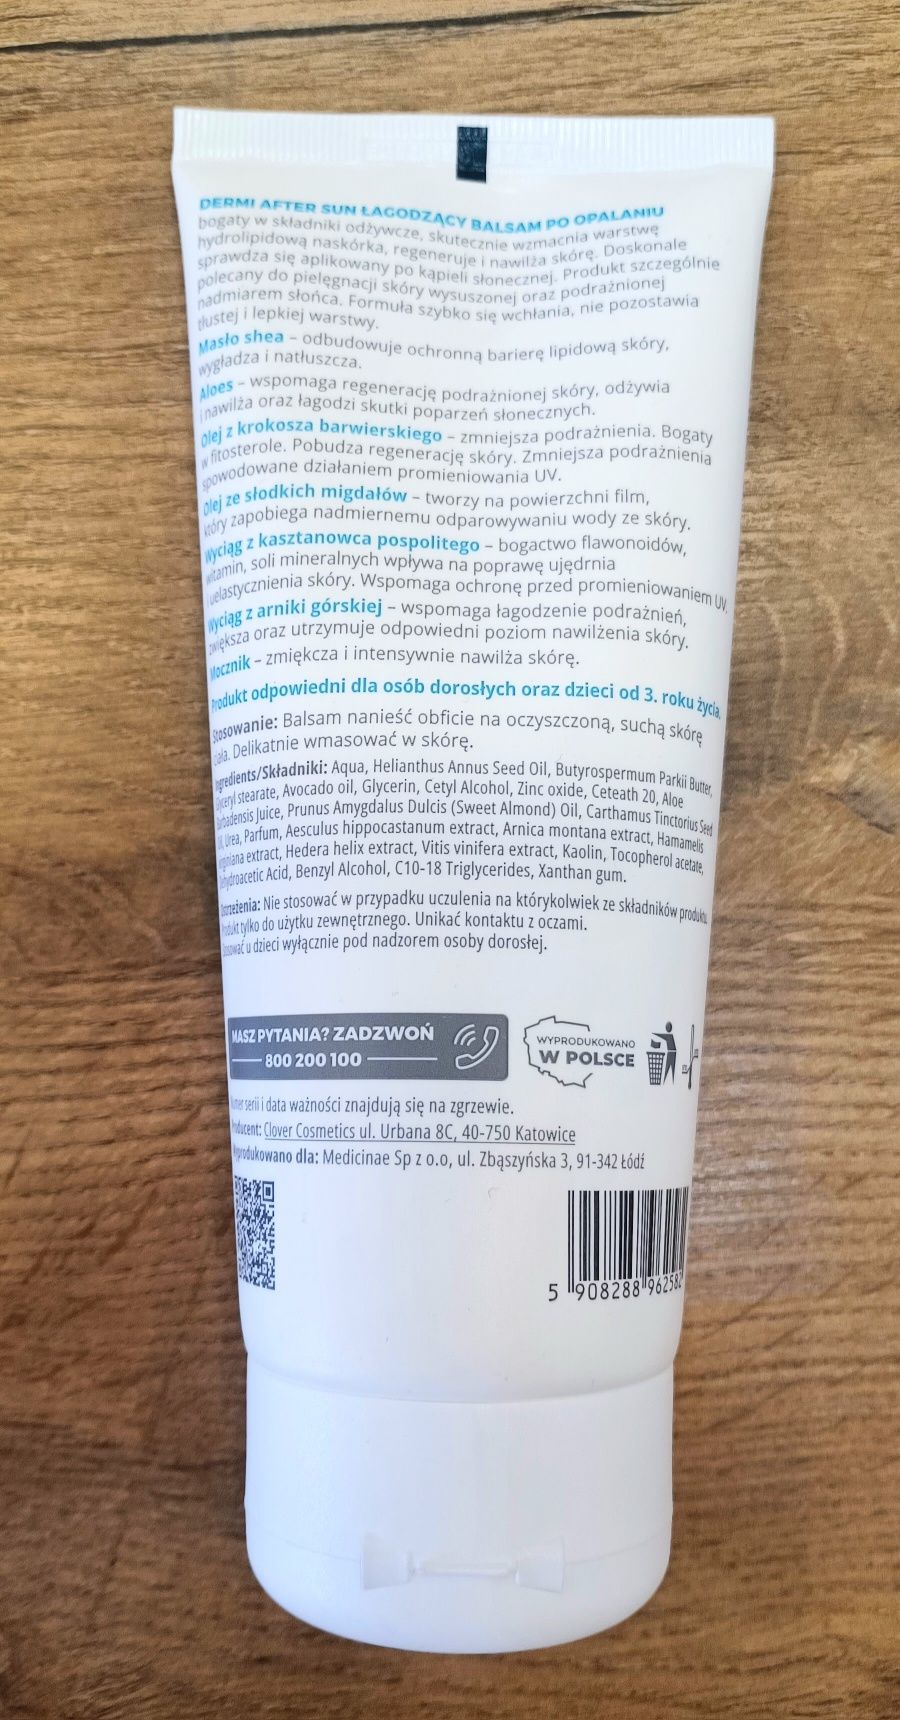 DERMI AFTER SUN ŁAGODZĄCY BALSAM PO OPALANIU
bogaty w składniki odżywcze, skutecznie wzmacnia warstwę
hydrolipidową naskórka, regeneruje i nawilża skórę. Doskonale
sprawdza się aplikowany po kąpieli słonecznej. Produkt szczególnie
polecany do pielęgnacji skóry wysuszonej oraz podrażnionej
nadmiarem słońca. Formuła szybko się wchłania, nie pozostawia
tłustej i lepkiej warstwy.
Masło shea – odbudowuje ochronną barierę lipidową skóry,
wygładza i natłuszcza.
Aloes – wspomaga regenerację podrażnionej skóry, odżywia
i nawilża oraz łagodzi skutki poparzeń słonecznych.
Olej z krokosza barwierskiego – zmniejsza podrażnienia. Bogaty
w fitosterole. Pobudza regenerację skóry. Zmniejsza podrażnienia
spowodowane działaniem promieniowania UV.
Olej ze słodkich migdałów – tworzy na powierzchni film,
który zapobiega nadmiernemu odparowywaniu wody ze skóry.
Wyciąg z kasztanowca pospolitego – bogactwo flawonoidów,
witamin, soli mineralnych wpływa na poprawę ujędrnia
i uelastycznienia skóry. Wspomaga ochronę przed promieniowaniem UV.
Wyciąg z arniki górskiej – wspomaga łagodzenie podrażnień,
zwiększa oraz utrzymuje odpowiedni poziom nawilżenia skóry.
Mocznik – zmiękcza i intensywnie nawilża skórę.
Produkt odpowiedni dla osób dorosłych oraz dzieci od 3. roku życia.
Stosowanie: Balsam nanieść obficie na oczyszczoną, suchą skórę
ciała. Delikatnie wmasować w skórę.
Ingredients/Składniki: Aqua, Helianthus Annus Seed Oil, Butyrospermum Parkii Butter,
Glyceryl stearate, Avocado oil, Glycerin, Cetyl Alcohol, Zinc oxide, Ceteath 20, Aloe
Barbadensis Juice, Prunus Amygdalus Dulcis (Sweet Almond) Oil, Carthamus Tinctorius Seed
Oil, Urea, Parfum, Aesculus hippocastanum extract, Arnica montana extract, Hamamelis
virginiana extract, Hedera helix extract, Vitis vinifera extract, Kaolin, Tocopherol acetate,
Dehydroacetic Acid, Benzyl Alcohol, C10-18 Triglycerides, Xanthan gum.
Ostrzeżenia: Nie stosować w przypadku uczulenia na którykolwiek ze składników produktu.
Produkt tylko do użytku zewnętrznego. Unikać kontaktu z oczami.
Stosować u dzieci wyłącznie pod nadzorem osoby dorosłej.
MASZ PYTANIA? ZADZWOŃ
800 200 100
WYPRODUKOWANO
W POLSCE
Numer serii i data ważności znajdują się na zgrzewie.
Producent: Clover Cosmetics ul. Urbana 8C, 40-750 Katowice
Wyprodukowano dla: Medicinae Sp z o.o, ul. Zbąszyńska 3, 91-342 Łódź
5 908288 962582